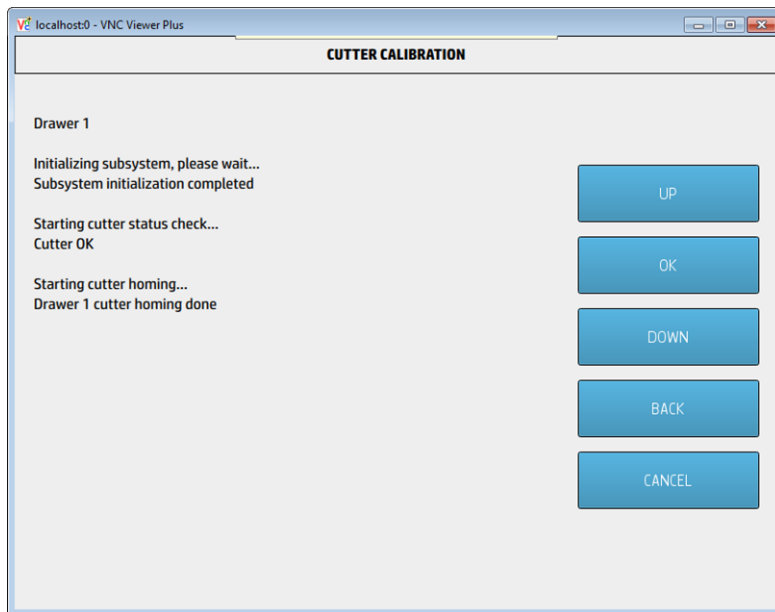 localhost:0 - VNC Viewer Plus
CUTTER CALIBRATION
Drawer 1
Initializing subsystem, please wait...
Subsystem initialization completed
Starting cutter status check...
Cutter OK
Starting cutter homing...
Drawer 1 cutter homing done
UP
OK
DOWN
BACK
CANCEL